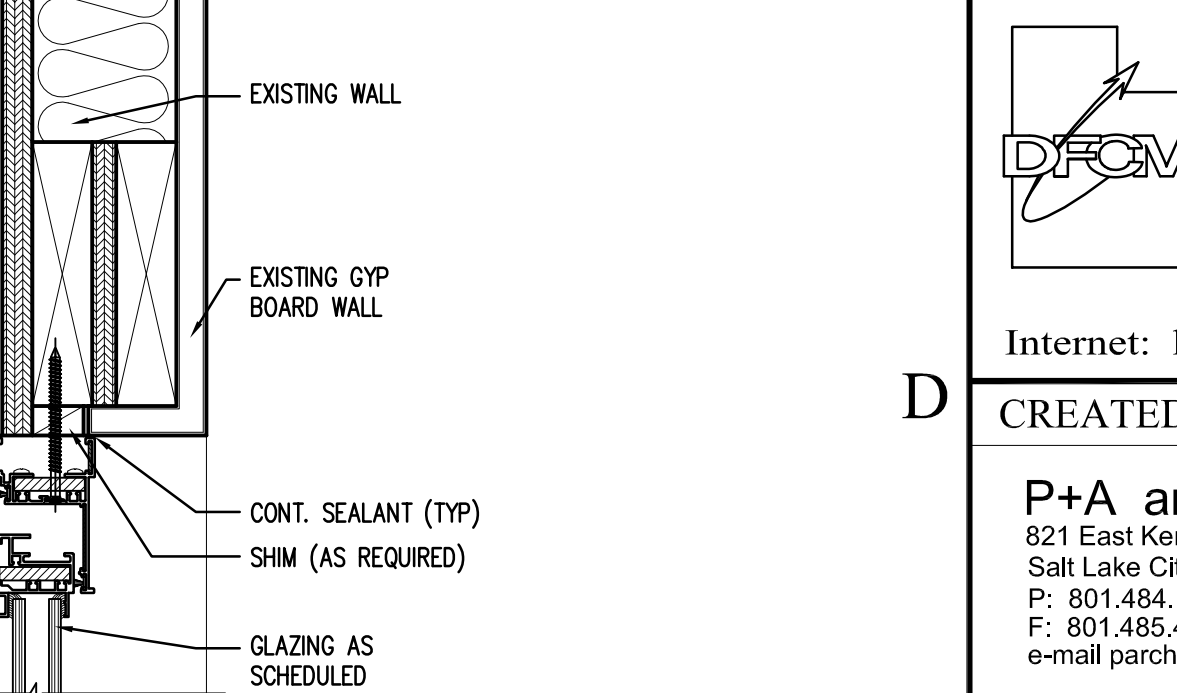 EXISTING WALL
EXISTING GYP
BOARD WALL
CONT. SEALANT (TYP)
SHIM (AS REQUIRED)
GLAZING AS
SCHEDULED
D
DFCM
Internet:
CREATED
P+A
821 East
Salt Lake
P: 801.484.
F: 801.485.
e-mail